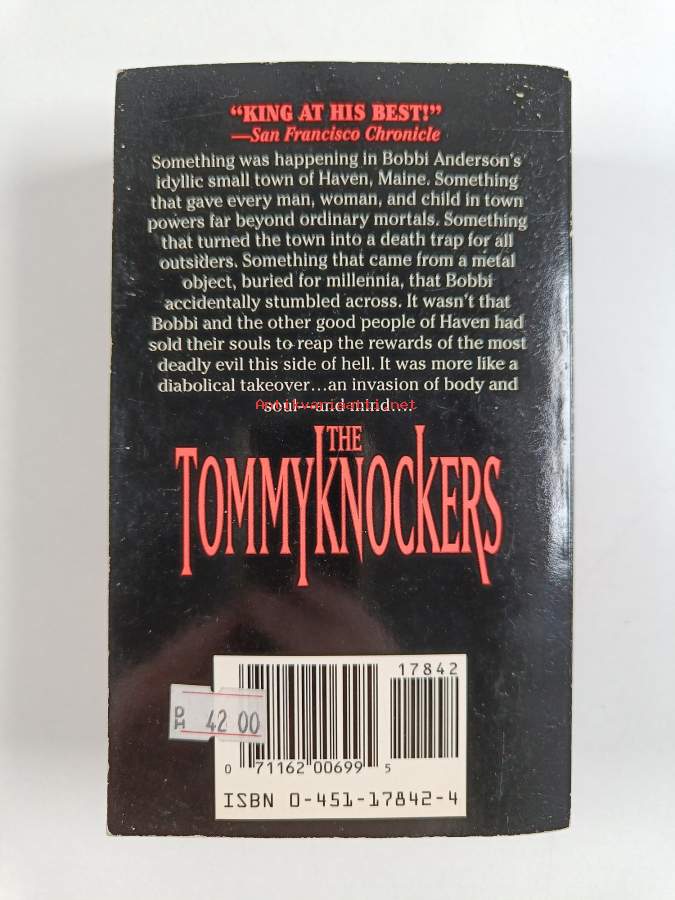 “KING AT HIS BEST!”
—San Francisco Chronicle
Something was happening in Bobbi Anderson's
idyllic small town of Haven, Maine. Something
that gave every man, woman, and child in town
powers far beyond ordinary mortals. Something
that turned the town into a death trap for all
outsiders. Something that came from a metal
object, buried for millennia, that Bobbi
accidentally stumbled across. It wasn't that
Bobbi and the other good people of Haven had
sold their souls to reap the rewards of the most
deadly evil this side of hell. It was more like a
diabolical takeover...an invasion of body and
soul—and mind....
Antikvariaatti.net
THE
TOMMYKNOCKERS
17842
DH 42 00
0 71162 00699 5
ISBN 0-451-17842-4